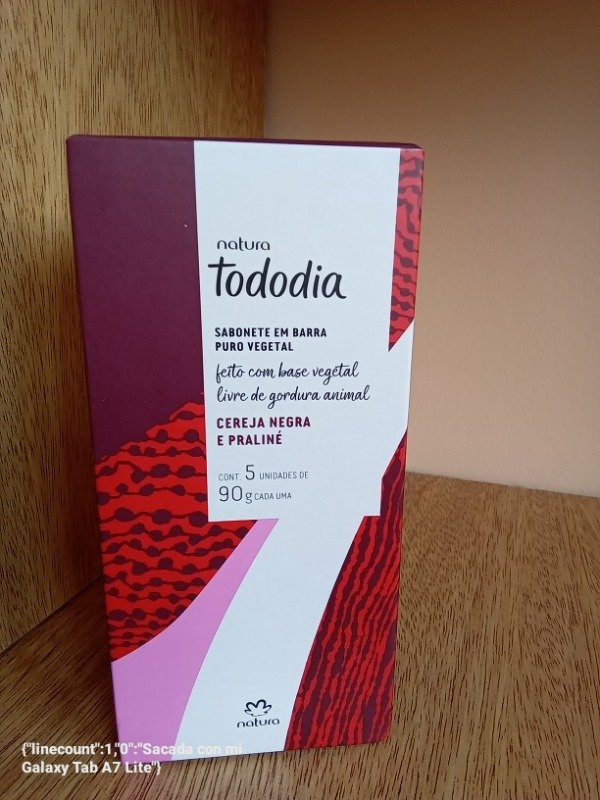 natura
tododia
SABONETE EM BARRA
PURO VEGETAL
feito com base vegetal
livre de gordura animal
CEREJA NEGRA
E PRALINÉ
CONT. 5 UNIDADES DE
90g CADA UMA
natura
{"linecount":1,"0":"Sacada con mi
Galaxy Tab A7 Lite"}